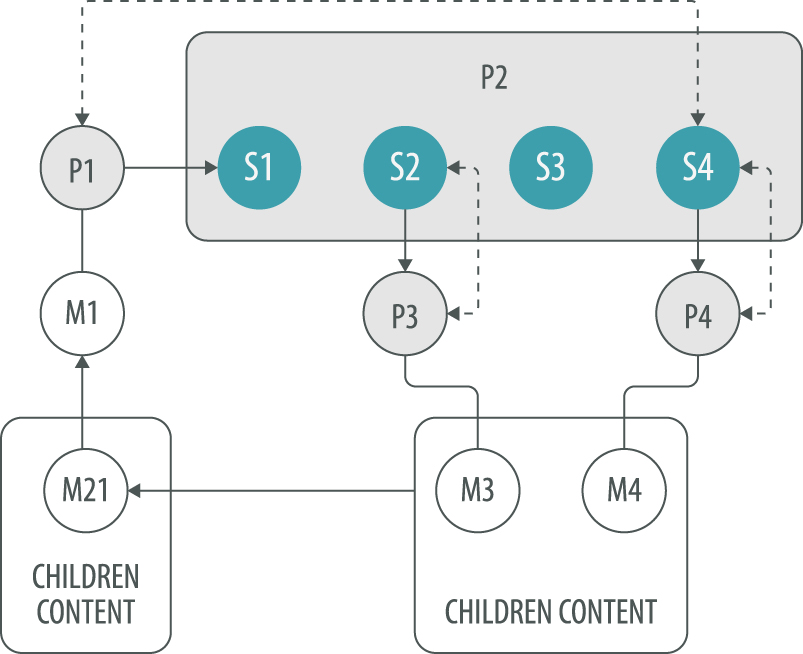 P2
P1
S1
S2
S3
S4
M1
P3
P4
M21
M3
M4
CHILDREN
CONTENT
CHILDREN CONTENT